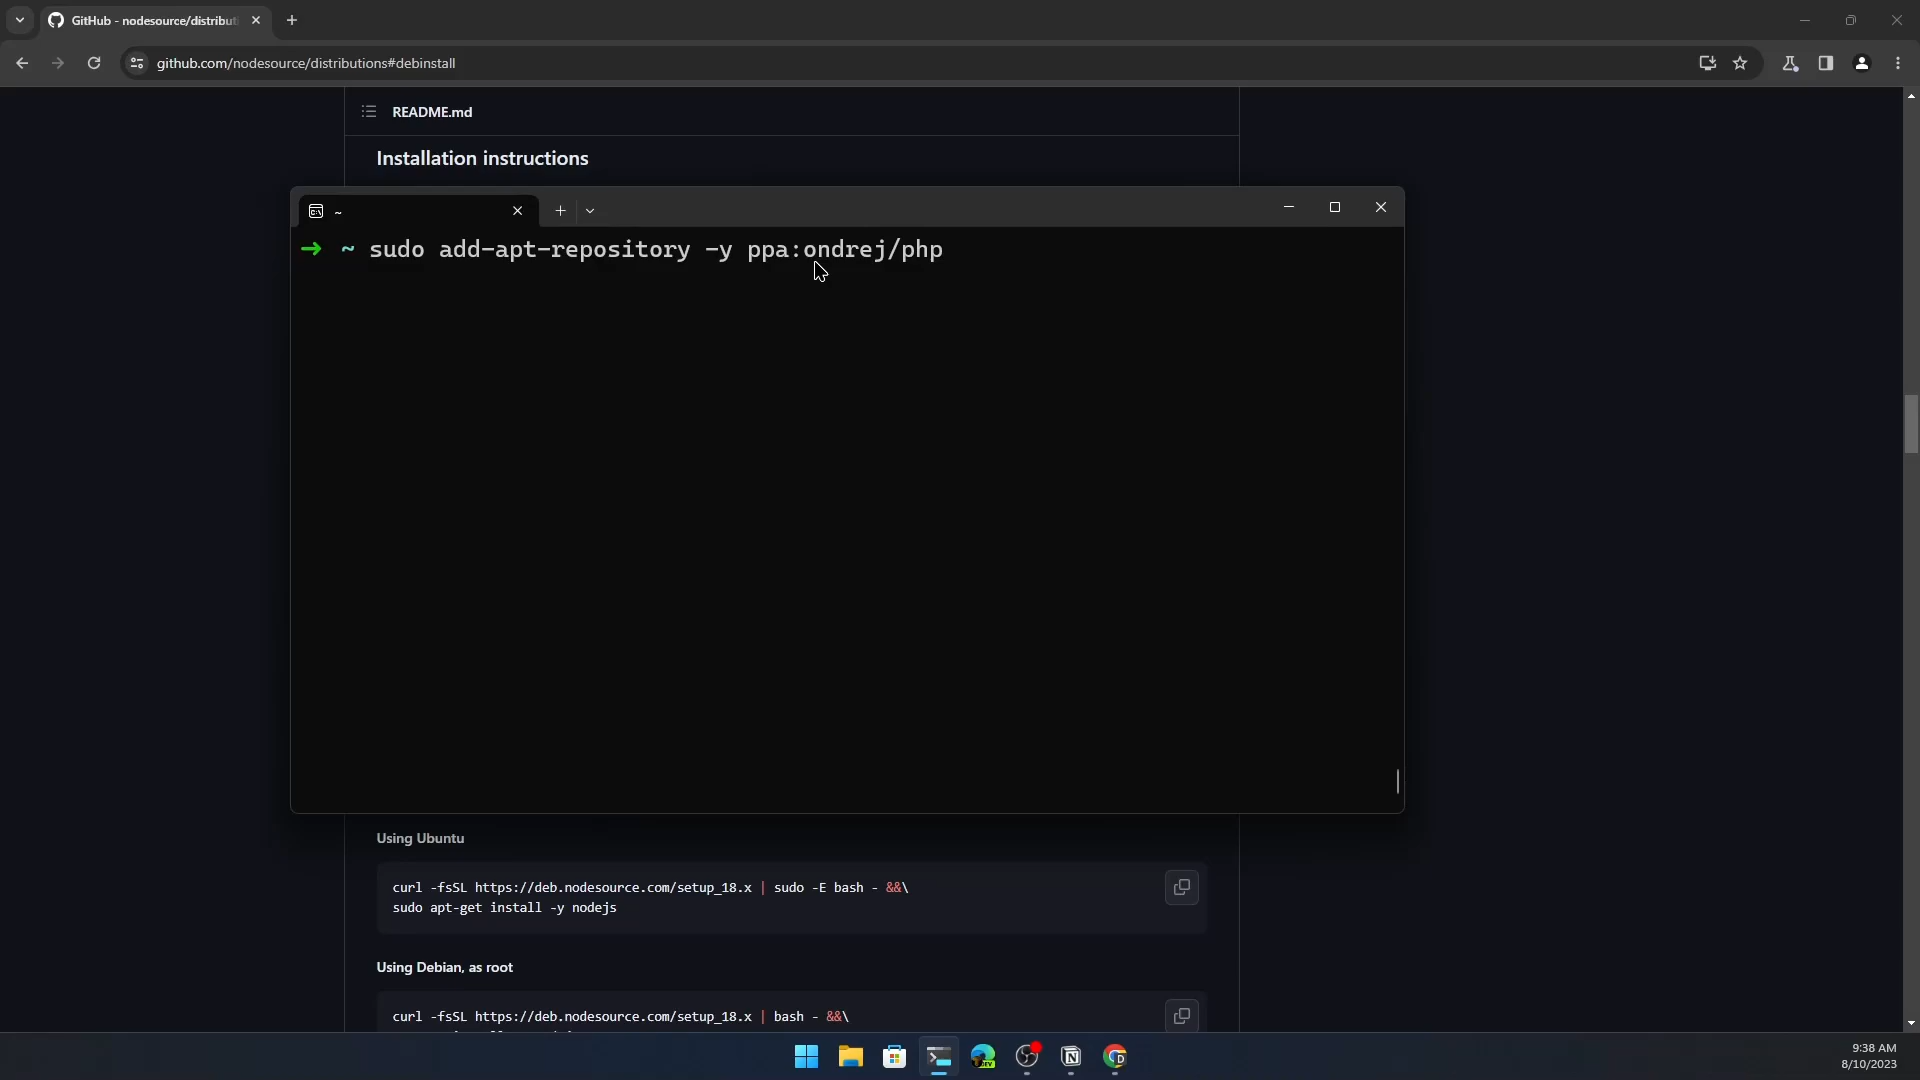 GitHub - nodesource/distribut
github.com/nodesource/distributions#debinstall
README.md
Installation instructions
~
➜ ~ sudo add-apt-repository -y ppa:ondrej/php
Using Ubuntu
curl -fsSL https://deb.nodesource.com/setup_18.x | sudo -E bash - &&\
sudo apt-get install -y nodejs
Using Debian, as root
curl -fsSL https://deb.nodesource.com/setup_18.x | bash - &&\
9:38 AM
8/10/2023